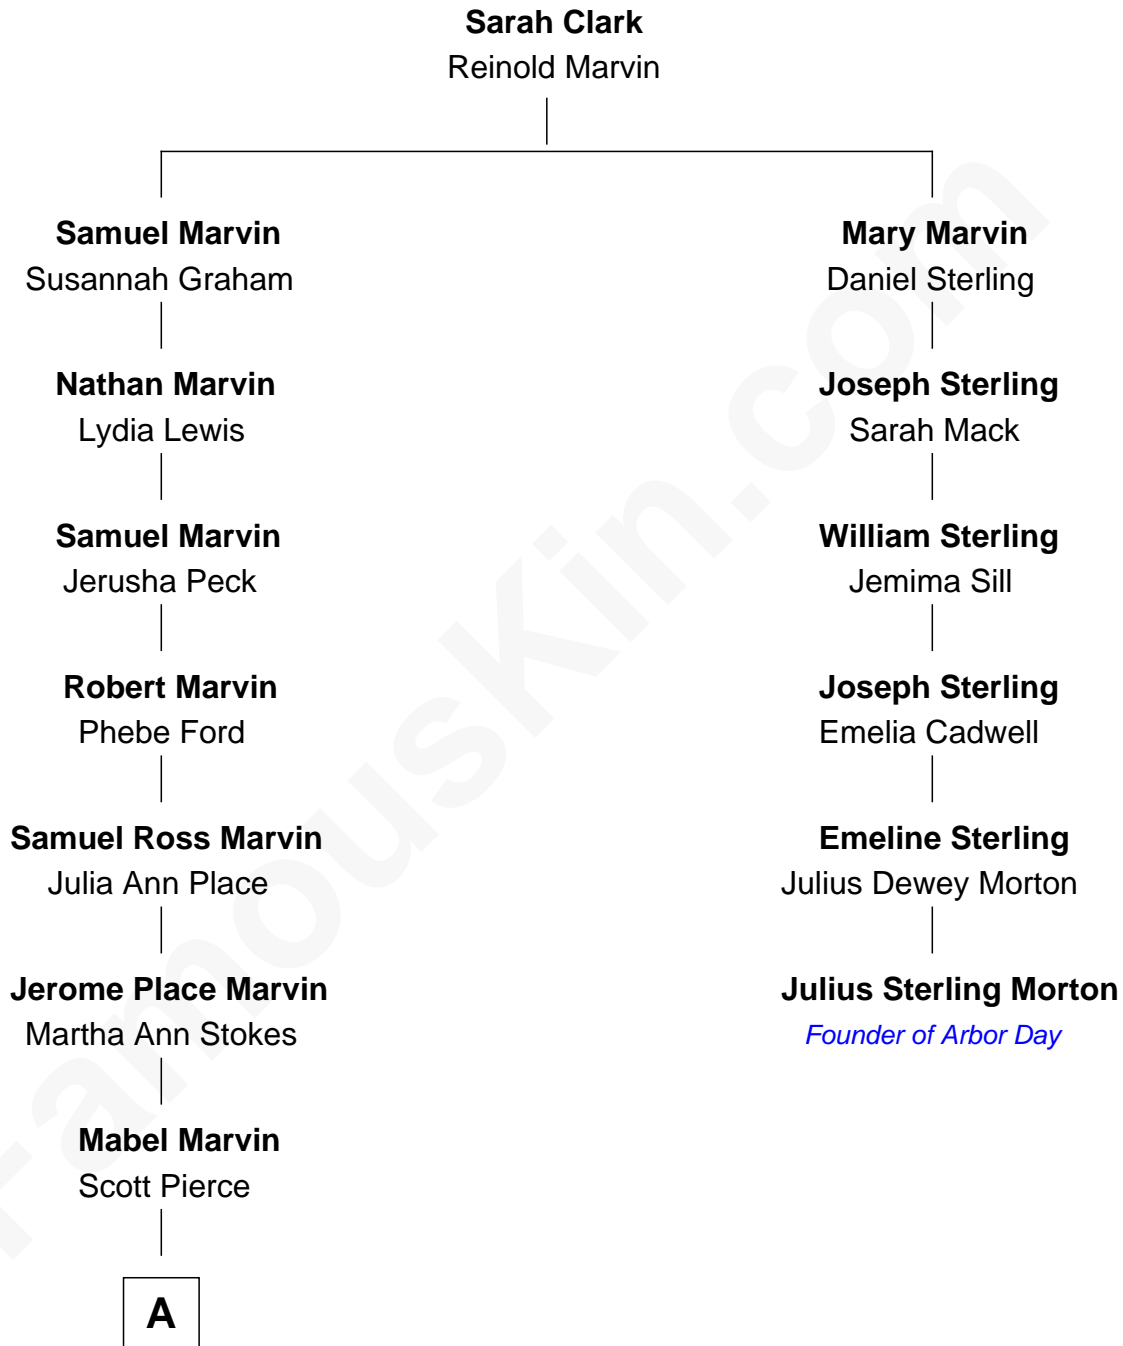 Sarah Clark
Reinold Marvin
Samuel Marvin
Susannah Graham
Mary Marvin
Daniel Sterling
Nathan Marvin
Lydia Lewis
Joseph Sterling
Sarah Mack
Samuel Marvin
Jerusha Peck
William Sterling
Jemima Sill
Robert Marvin
Phebe Ford
Joseph Sterling
Emelia Cadwell
Samuel Ross Marvin
Julia Ann Place
Emeline Sterling
Julius Dewey Morton
Jerome Place Marvin
Martha Ann Stokes
Julius Sterling Morton
Founder of Arbor Day
Mabel Marvin
Scott Pierce
A
FamousKin.com